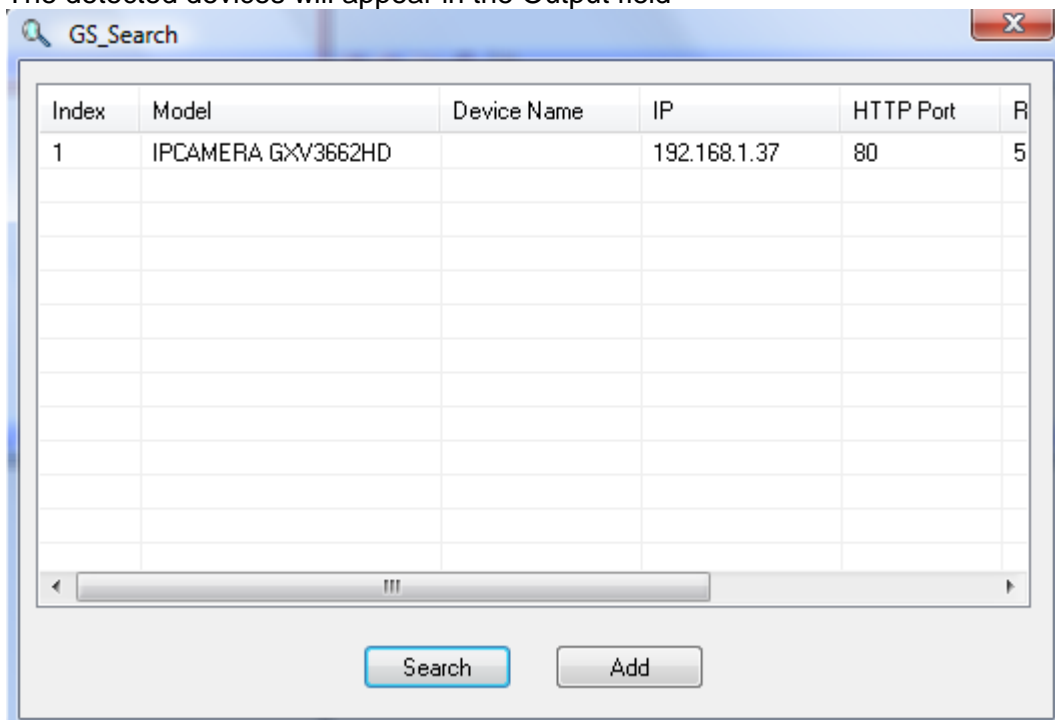 The detected devices will appear in the Output field
GS_Search
Index Model Device Name IP HTTP Port R
1 IPCAMERA GXV3662HD 192.168.1.37 80 5
Search Add